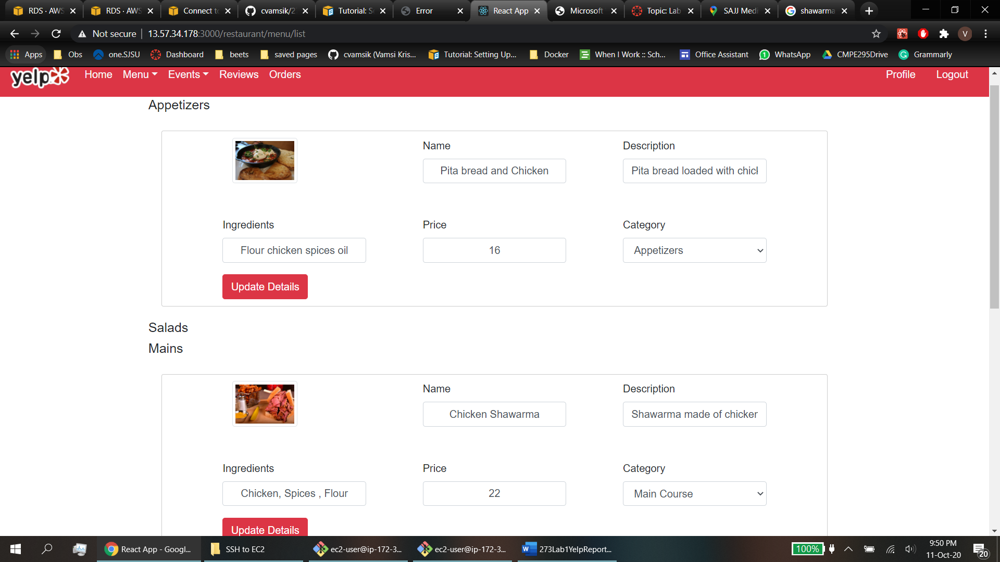 RDS · AWS
RDS · AWS
Connect to
cvamsik/2
Tutorial: Se
Error
React App
Microsoft
Topic: Lab
SAJJ Medi
shawarma
Not secure
13.57.34.178:3000/restaurant/menu/list
V
Apps
Obs
one.SJSU
Dashboard
beets
saved pages
cvamsik (Vamsi Kris...
Tutorial: Setting Up...
Docker
When I Work :: Sch...
Office Assistant
WhatsApp
CMPE295Drive
Grammarly
yelp
Home
Menu
Events
Reviews
Orders
Profile
Logout
Appetizers
Name
Description
Pita bread and Chicken
Pita bread loaded with chick
Ingredients
Price
Category
Flour chicken spices oil
16
Appetizers
Update Details
Salads
Mains
Name
Description
Chicken Shawarma
Shawarma made of chicken
Ingredients
Price
Category
Chicken, Spices , Flour
22
Main Course
Update Details
React App - Googl...
SSH to EC2
ec2-user@ip-172-3...
ec2-user@ip-172-3...
273Lab1YelpReport...
100%
9:50 PM
11-Oct-20
20